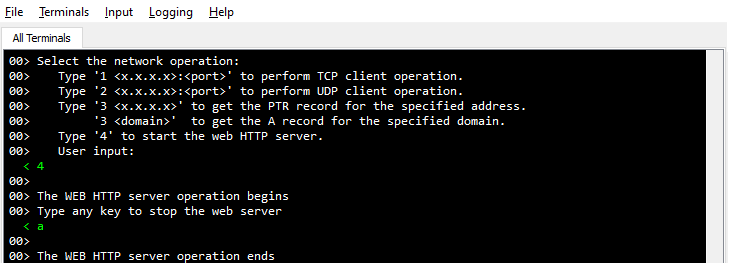 File Terminals Input Logging Help
All Terminals
00> Select the network operation:
00>    Type '1 <x.x.x.x>:<port>' to perform TCP client operation.
00>    Type '2 <x.x.x.x>:<port>' to perform UDP client operation.
00>    Type '3 <x.x.x.x>' to get the PTR record for the specified address.
00>         '3 <domain>'  to get the A record for the specified domain.
00>    Type '4' to start the web HTTP server.
00>    User input:
< 4
00>
00> The WEB HTTP server operation begins
00> Type any key to stop the web server
< a
00>
00> The WEB HTTP server operation ends